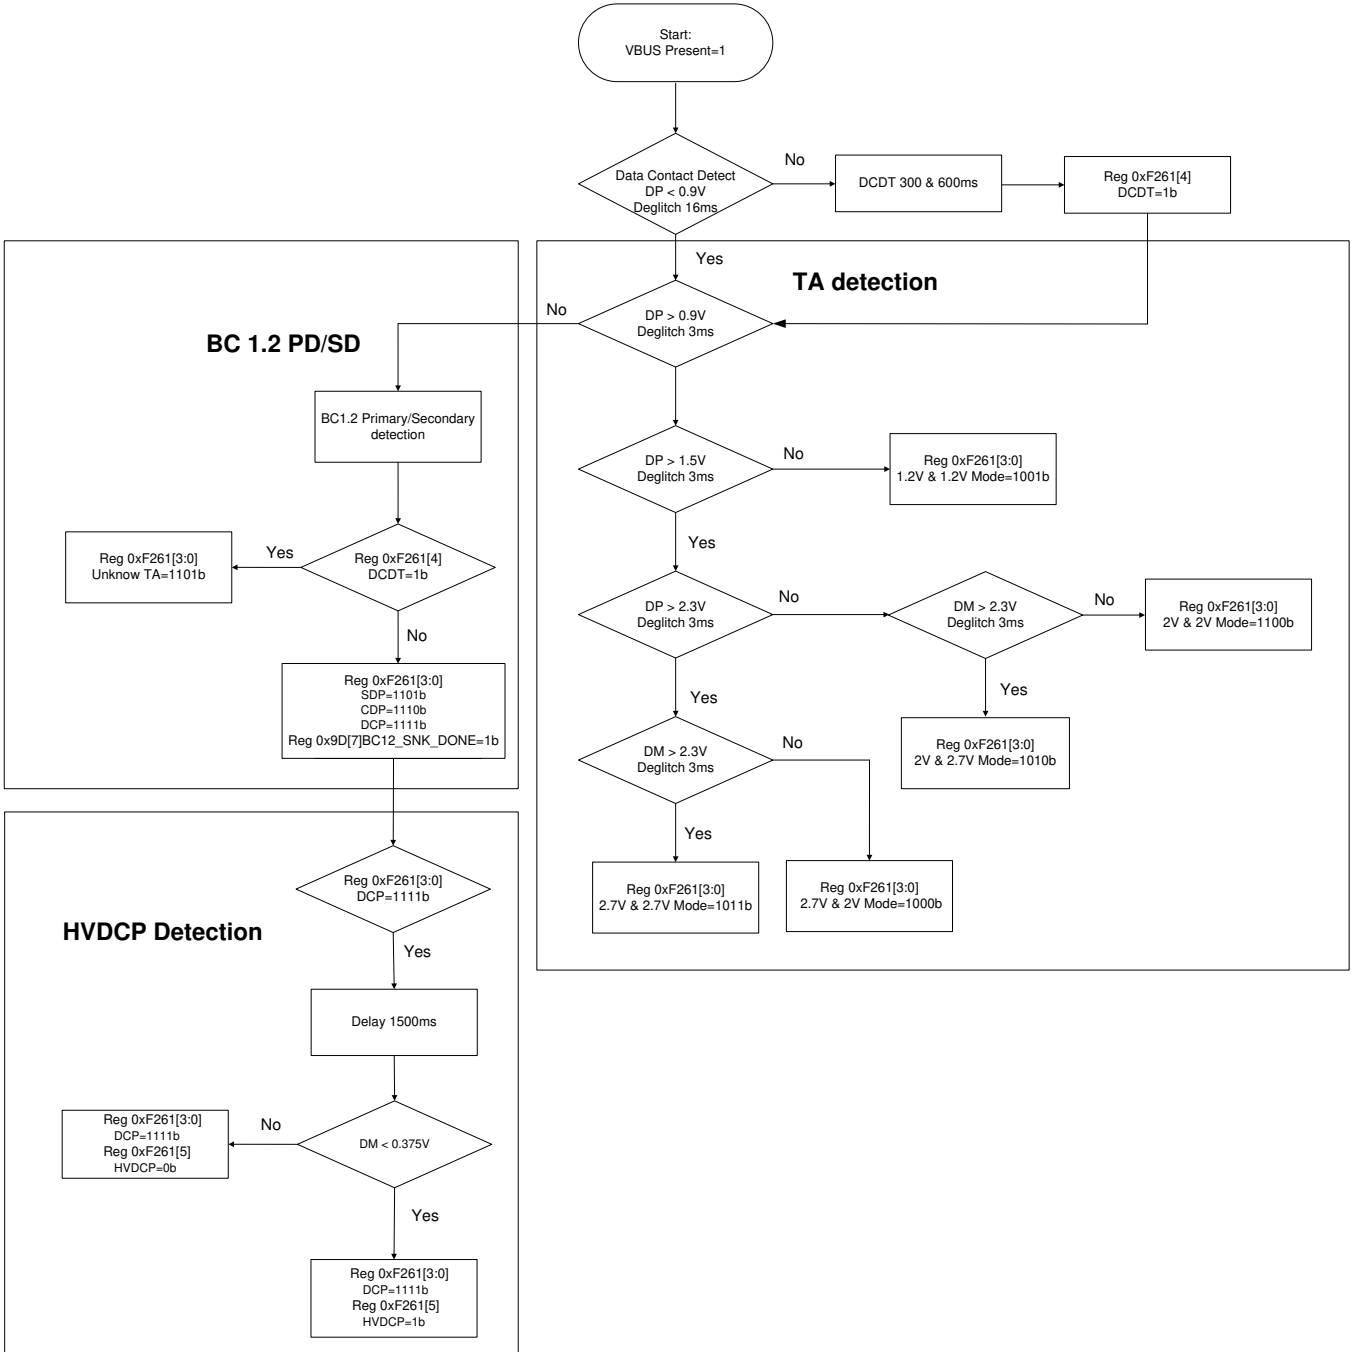 Start:
VBUS Present=1
Data Contact Detect
DP < 0.9V
Deglitch 16ms
No
DCDT 300 & 600ms
Reg 0xF261[4]
DCDT=1b
Yes
TA detection
DP > 0.9V
Deglitch 3ms
No
BC 1.2 PD/SD
BC1.2 Primary/Secondary
detection
DP > 1.5V
Deglitch 3ms
No
Reg 0xF261[3:0]
1.2V & 1.2V Mode=1001b
Yes
Reg 0xF261[4]
DCDT=1b
Yes
Reg 0xF261[3:0]
Unknow TA=1101b
No
DP > 2.3V
Deglitch 3ms
No
DM > 2.3V
Deglitch 3ms
No
Reg 0xF261[3:0]
2V & 2V Mode=1100b
Yes
Reg 0xF261[3:0]
2V & 2.7V Mode=1010b
Reg 0xF261[3:0]
SDP=1101b
CDP=1110b
DCP=1111b
Reg 0x9D[7]BC12_SNK_DONE=1b
Yes
DM > 2.3V
Deglitch 3ms
No
Yes
Reg 0xF261[3:0]
2.7V & 2.7V Mode=1011b
Reg 0xF261[3:0]
2.7V & 2V Mode=1000b
Reg 0xF261[3:0]
DCP=1111b
HVDCP Detection
Yes
Delay 1500ms
DM < 0.375V
No
Reg 0xF261[3:0]
DCP=1111b
Reg 0xF261[5]
HVDCP=0b
Yes
Reg 0xF261[3:0]
DCP=1111b
Reg 0xF261[5]
HVDCP=1b